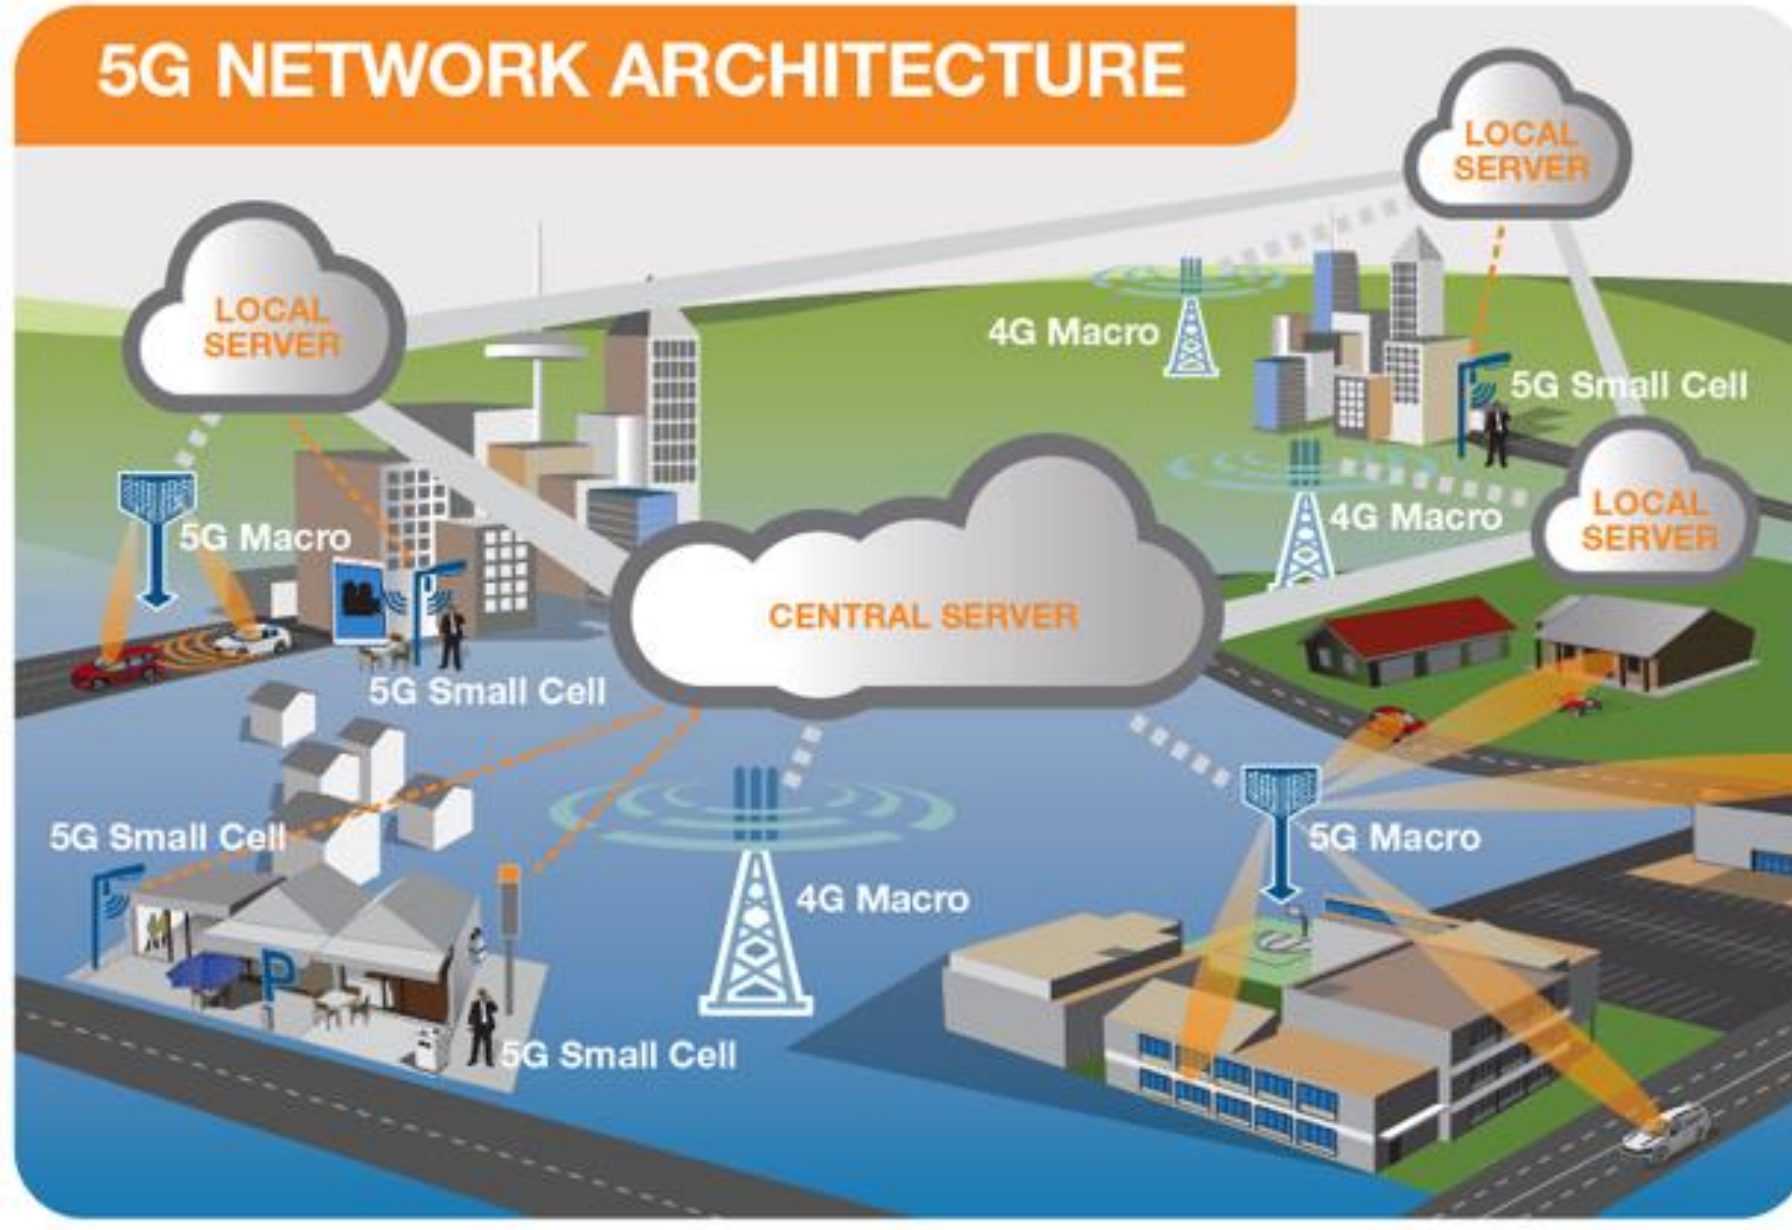 5G NETWORK ARCHITECTURE
LOCAL
SERVER
LOCAL
SERVER
4G Macro
5G Small Cell
LOCAL
SERVER
4G Macro
5G Macro
CENTRAL SERVER
5G Small Cell
5G Small Cell
5G Macro
4G Macro
P
5G Small Cell